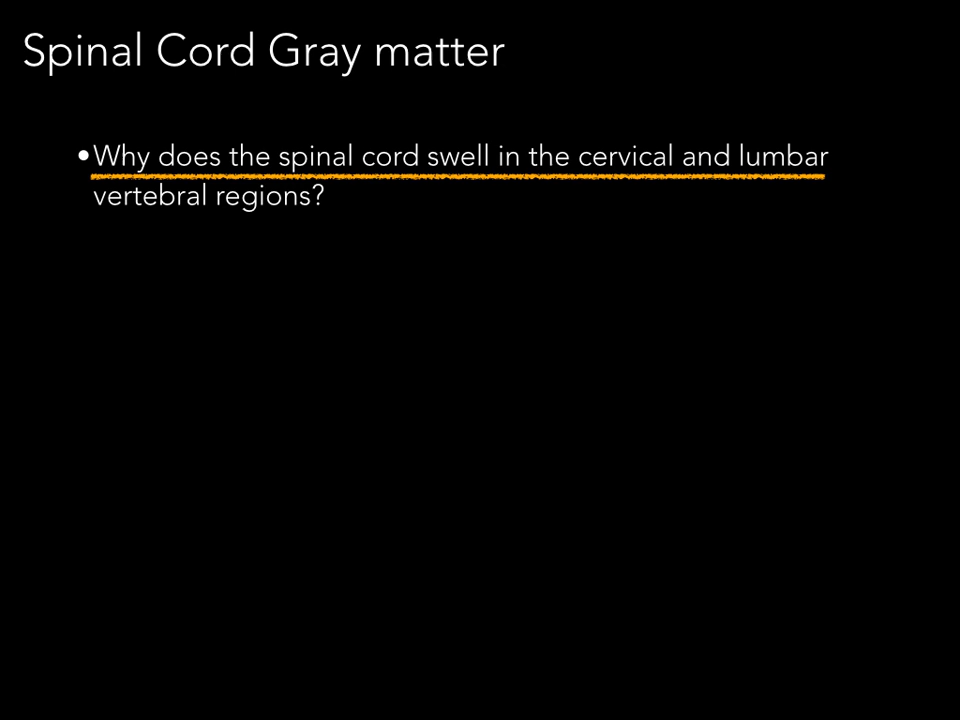 Spinal Cord Gray matter
•Why does the spinal cord swell in the cervical and lumbar
vertebral regions?